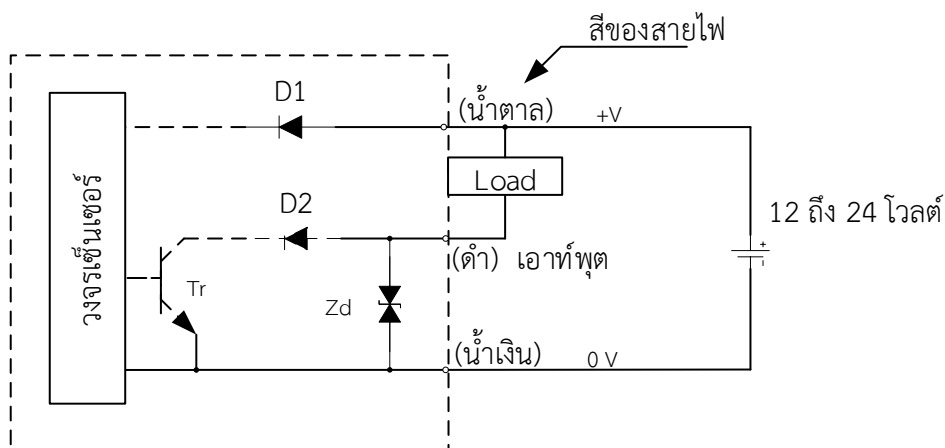 สีของสายไฟ
D1
(น้ำตาล)
+V
Load
วงจรเซ็นเซอร์
D2
12 ถึง 24 โวลต์
(ดำ) เอาท์พุต
Tr
Zd
(น้ำเงิน)
0 V